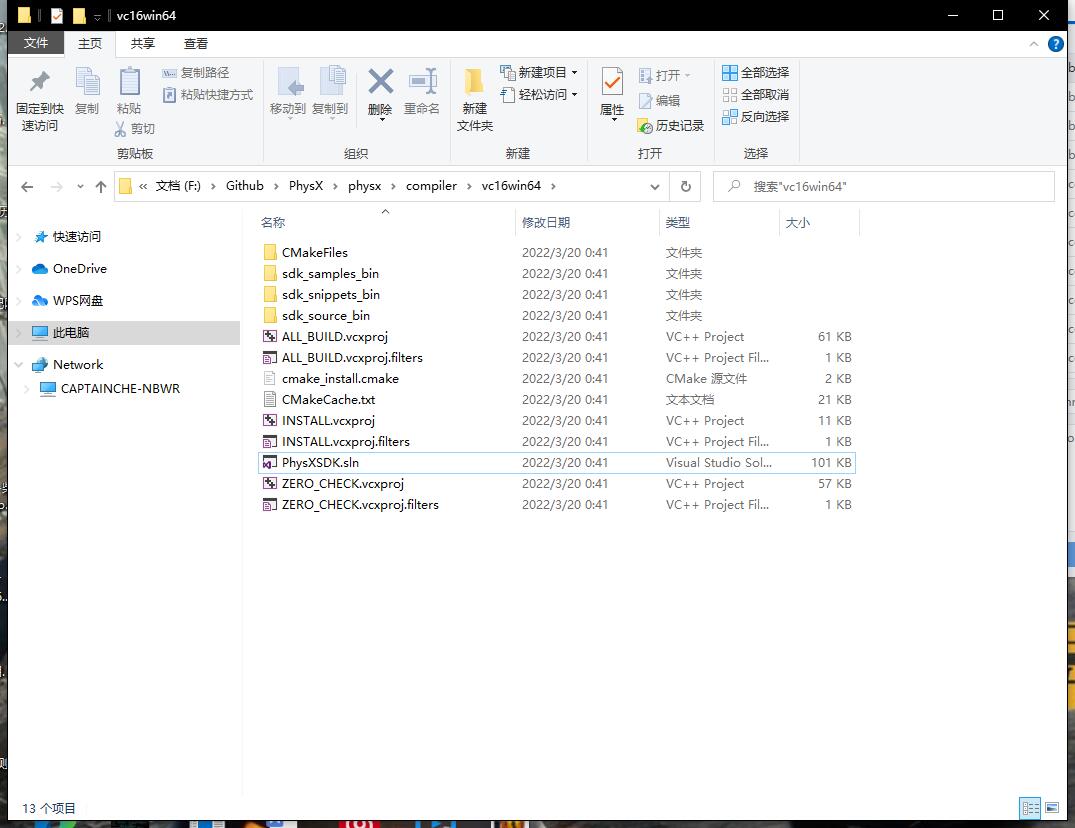 vc16win64
文件 主页 共享 查看
固定到快速访问 复制 粘贴 复制路径 粘贴快捷方式 剪切 移动到 复制到 删除 重命名 新建文件夹 新建项目 轻松访问 属性 打开 编辑 历史记录 全部选择 全部取消 反向选择
剪贴板 组织 新建 打开 选择
« 文档 (F:) Github PhysX physx compiler vc16win64 搜索"vc16win64"
名称 修改日期 类型 大小
快速访问
OneDrive
WPS网盘
此电脑
Network
CAPTAINCHE-NBWR
CMakeFiles 2022/3/20 0:41 文件夹
sdk_samples_bin 2022/3/20 0:41 文件夹
sdk_snippets_bin 2022/3/20 0:41 文件夹
sdk_source_bin 2022/3/20 0:41 文件夹
ALL_BUILD.vcxproj 2022/3/20 0:41 VC++ Project 61 KB
ALL_BUILD.vcxproj.filters 2022/3/20 0:41 VC++ Project Fil... 1 KB
cmake_install.cmake 2022/3/20 0:41 CMake 源文件 2 KB
CMakeCache.txt 2022/3/20 0:41 文本文档 21 KB
INSTALL.vcxproj 2022/3/20 0:41 VC++ Project 11 KB
INSTALL.vcxproj.filters 2022/3/20 0:41 VC++ Project Fil... 1 KB
PhysXSDK.sln 2022/3/20 0:41 Visual Studio Sol... 101 KB
ZERO_CHECK.vcxproj 2022/3/20 0:41 VC++ Project 57 KB
ZERO_CHECK.vcxproj.filters 2022/3/20 0:41 VC++ Project Fil... 1 KB
13 个项目